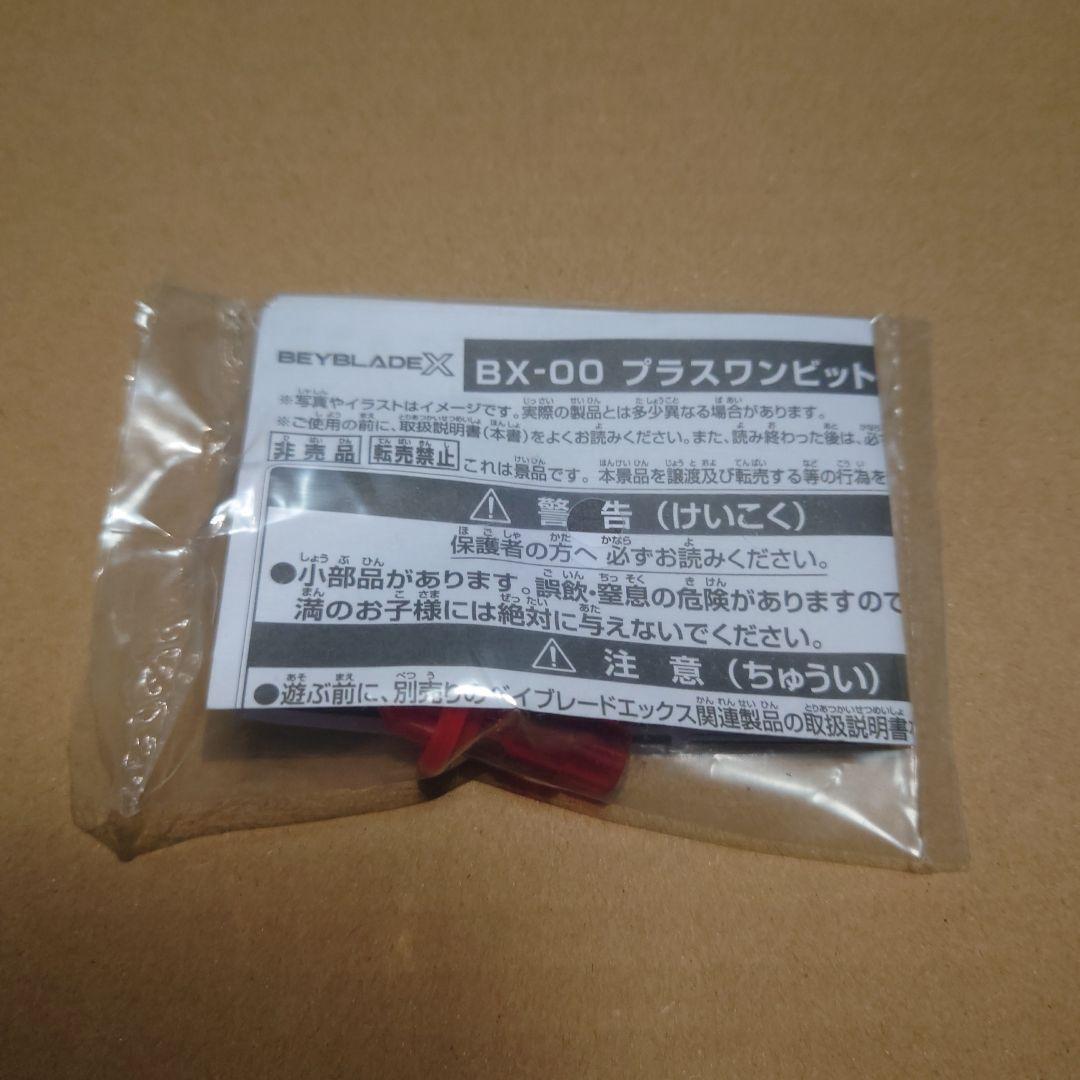 BEYBLADE X BX-00 プラスワンビット
※写真やイラストはイメージです。実際の製品とは多少異なる場合があります。
※ご使用の前に、取扱説明書(本書)をよくお読みください。また、読み終わった後は、必
非売品 転売禁止 これは景品です。本景品を譲渡及び転売する等の行為を
警告(けいこく)
保護者の方へ 必ずお読みください。
●小部品があります。誤飲・窒息の危険がありますので
満のお子様には絶対に与えないでください。
注意(ちゅうい)
●遊ぶ前に、別売りのベイブレードエックス関連製品の取扱説明書